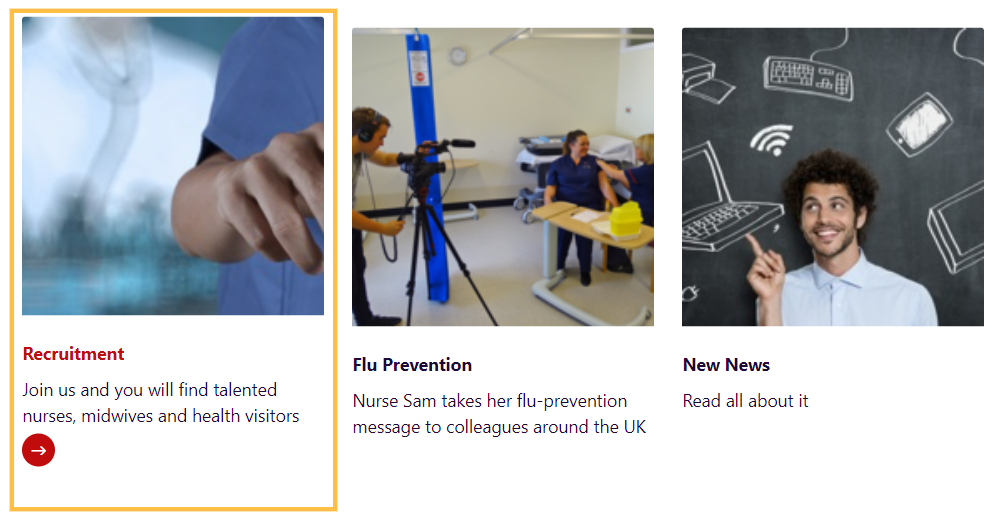 Recruitment
Join us and you will find talented
nurses, midwives and health visitors
Flu Prevention
Nurse Sam takes her flu-prevention
message to colleagues around the UK
New News
Read all about it